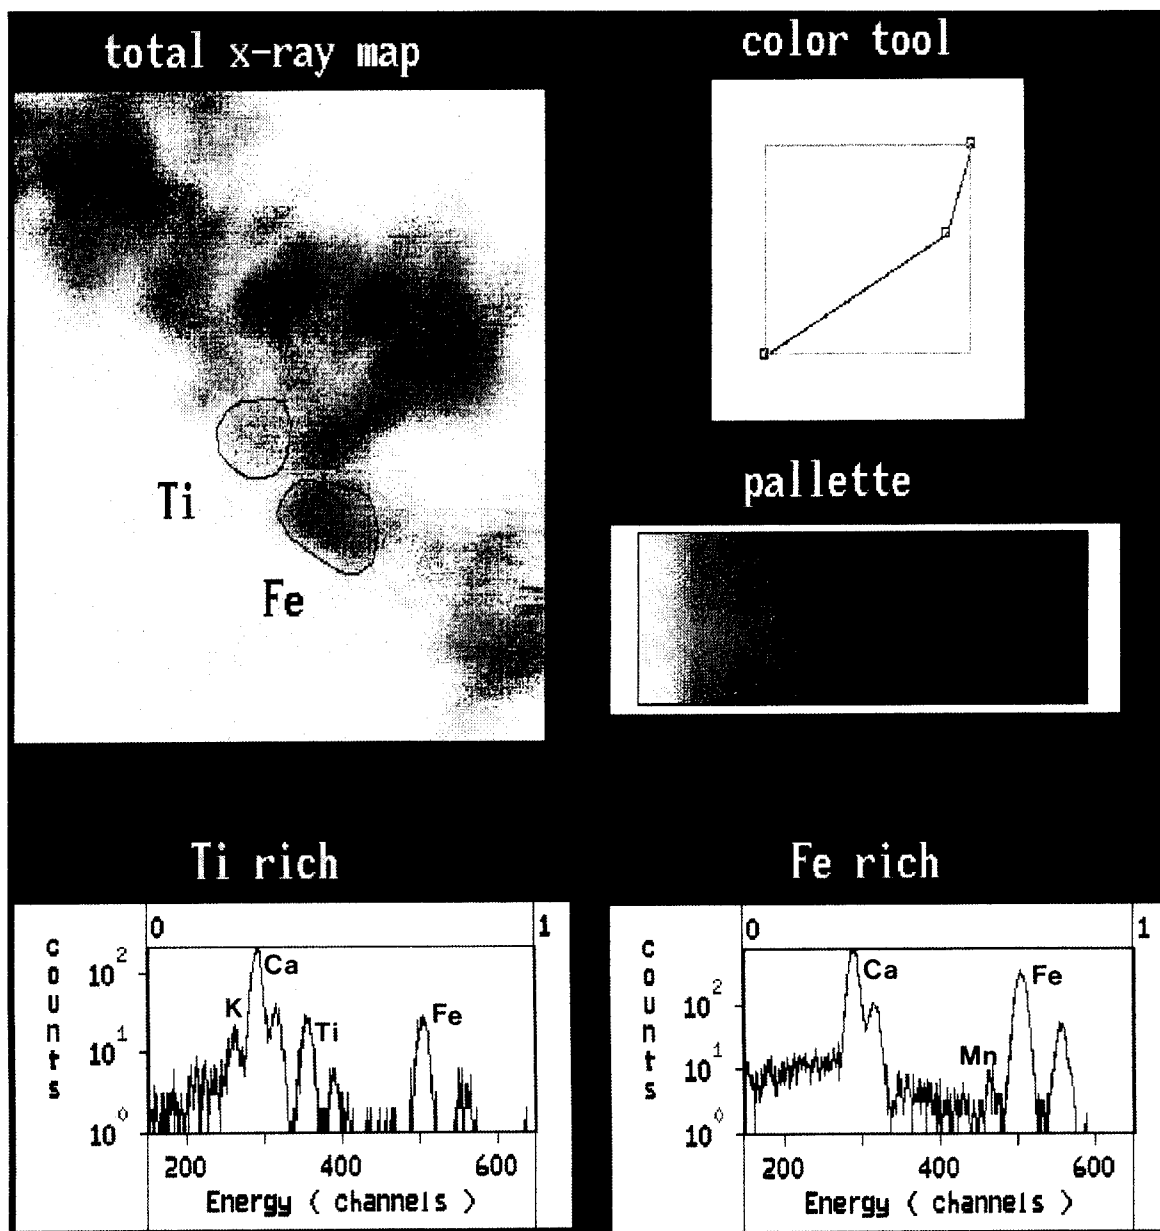 total x-ray map
color tool
Ti
Fe
pallette
Ti rich
Fe rich
0 1
counts
10²
10¹
10⁰
K
Ca
Ti
Fe
200 400 600
Energy ( channels )
0 1
counts
10²
10¹
10⁰
Ca
Mn
Fe
200 400 600
Energy ( channels )